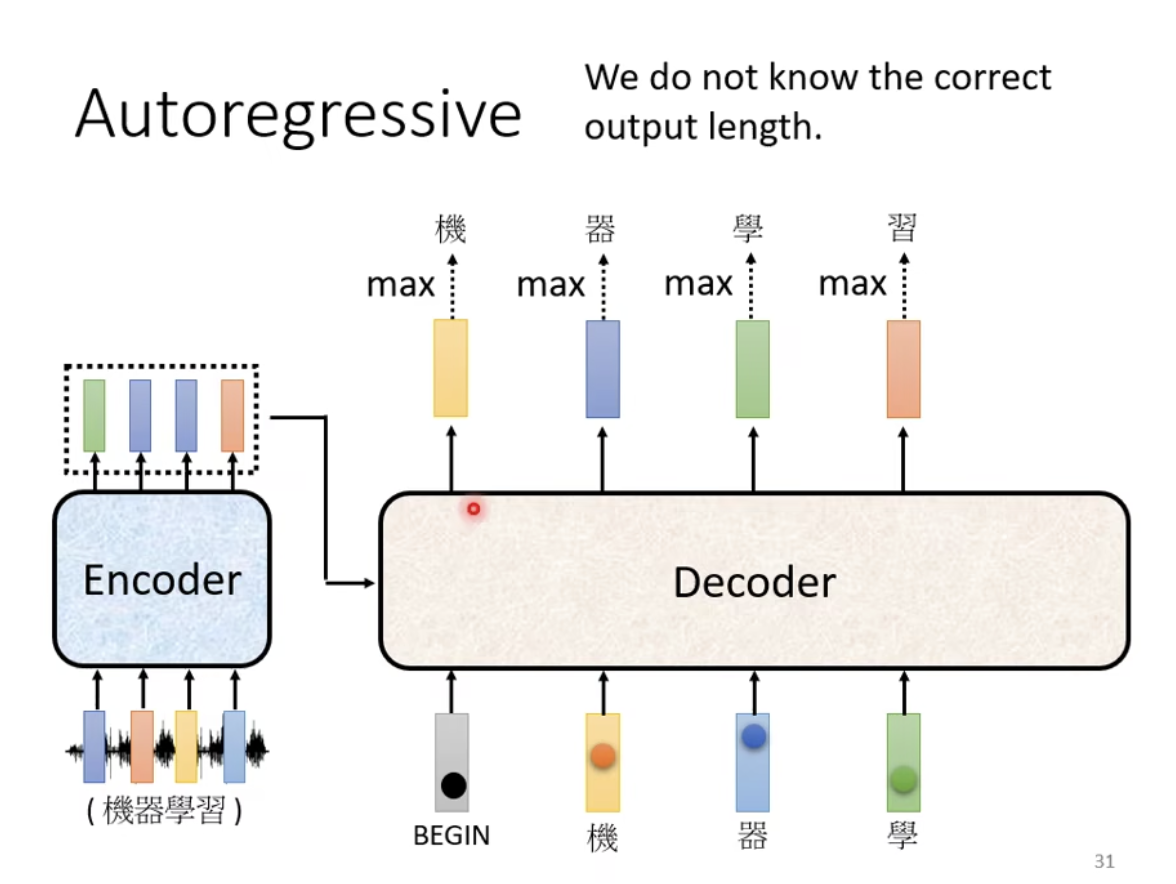 Autoregressive
We do not know the correct
output length.
機 器 學 習
max max max max
Encoder
Decoder
( 機器學習 )
BEGIN 機 器 學
31